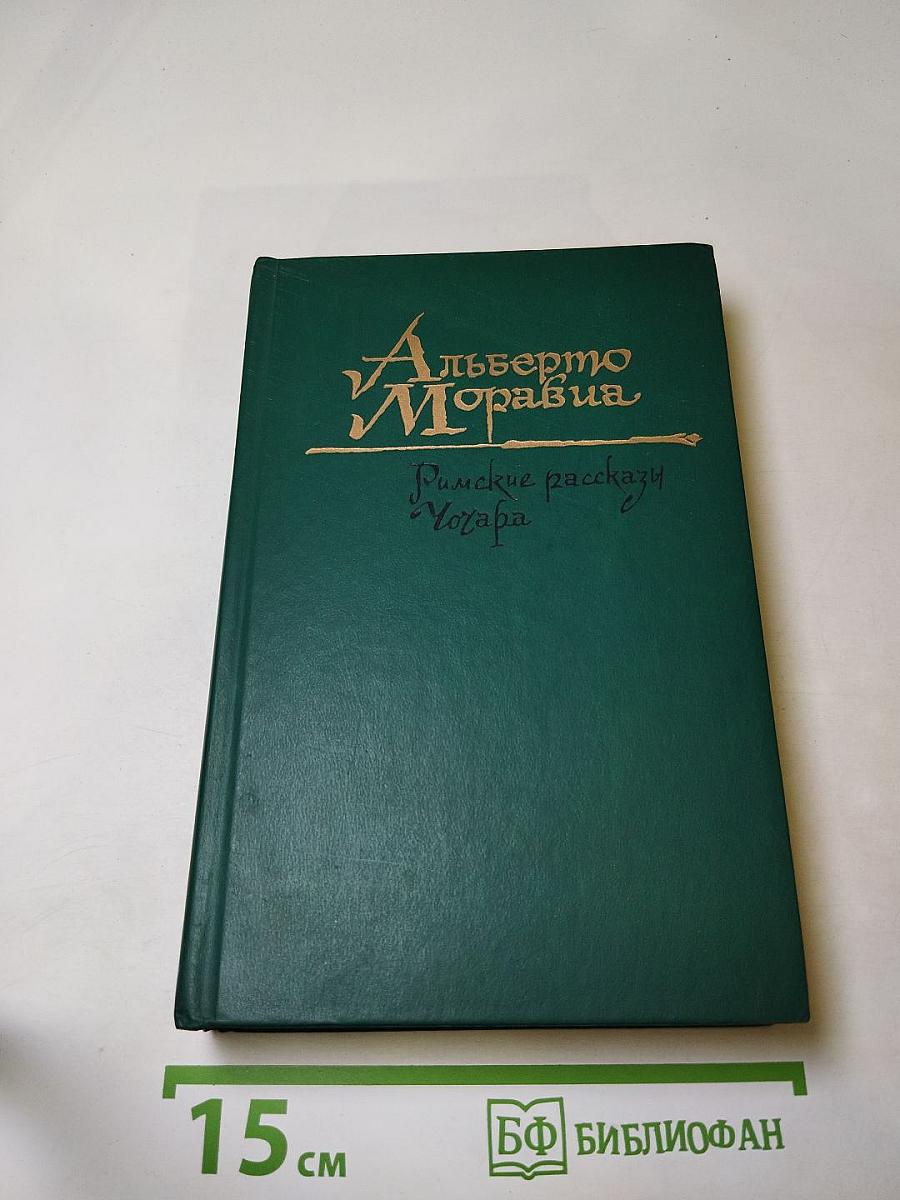 Альберто
Моравиа
Римские рассказы
Чочара
15 см
БФ БИБЛИОФАН